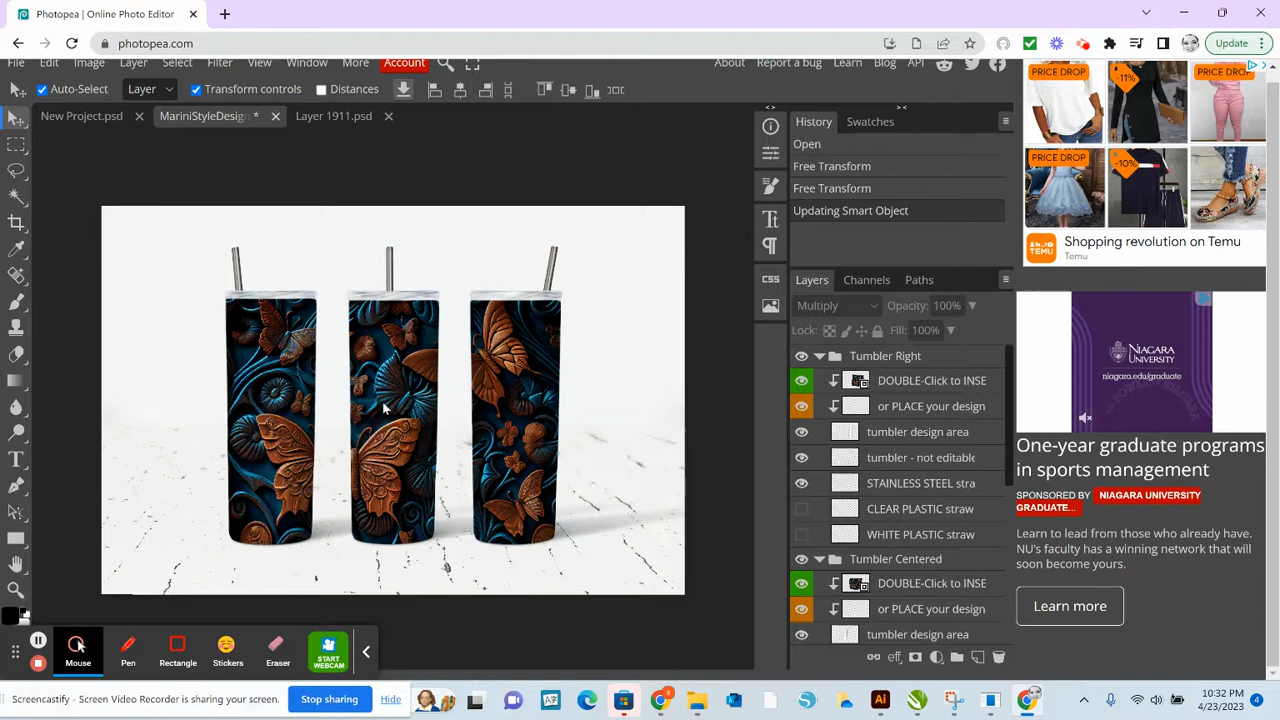 Photopea | Online Photo Editor
photopea.com
Update
File Edit Image Layer Select Filter View Window More Account
About Report a bug Learn Blog API
Auto-Select Layer Transform controls Distances
New Project.psd MariniStyleDesign * Layer 1911.psd
History Swatches
Open
Free Transform
Free Transform
Updating Smart Object
CSS
Layers Channels Paths
Multiply Opacity: 100%
Lock: Fill: 100%
Tumbler Right
DOUBLE-Click to INSE
or PLACE your design
tumbler design area
tumbler - not editable
STAINLESS STEEL stra
CLEAR PLASTIC straw
WHITE PLASTIC straw
Tumbler Centered
DOUBLE-Click to INSE
or PLACE your design
tumbler design area
eff
PRICE DROP
-11%
PRICE DROP
PRICE DROP
-10%
TEMU
Shopping revolution on Temu
Temu
NIAGARA
UNIVERSITY
niagara.edu/graduate
One-year graduate programs
in sports management
SPONSORED BY NIAGARA UNIVERSITY
GRADUATE...
Learn to lead from those who already have.
NU's faculty has a winning network that will
soon become yours.
Learn more
Mouse Pen Rectangle Stickers Eraser START
WEBCAM
Screencastify - Screen Video Recorder is sharing your screen. Stop sharing Hide
10:32 PM
4/23/2023
4